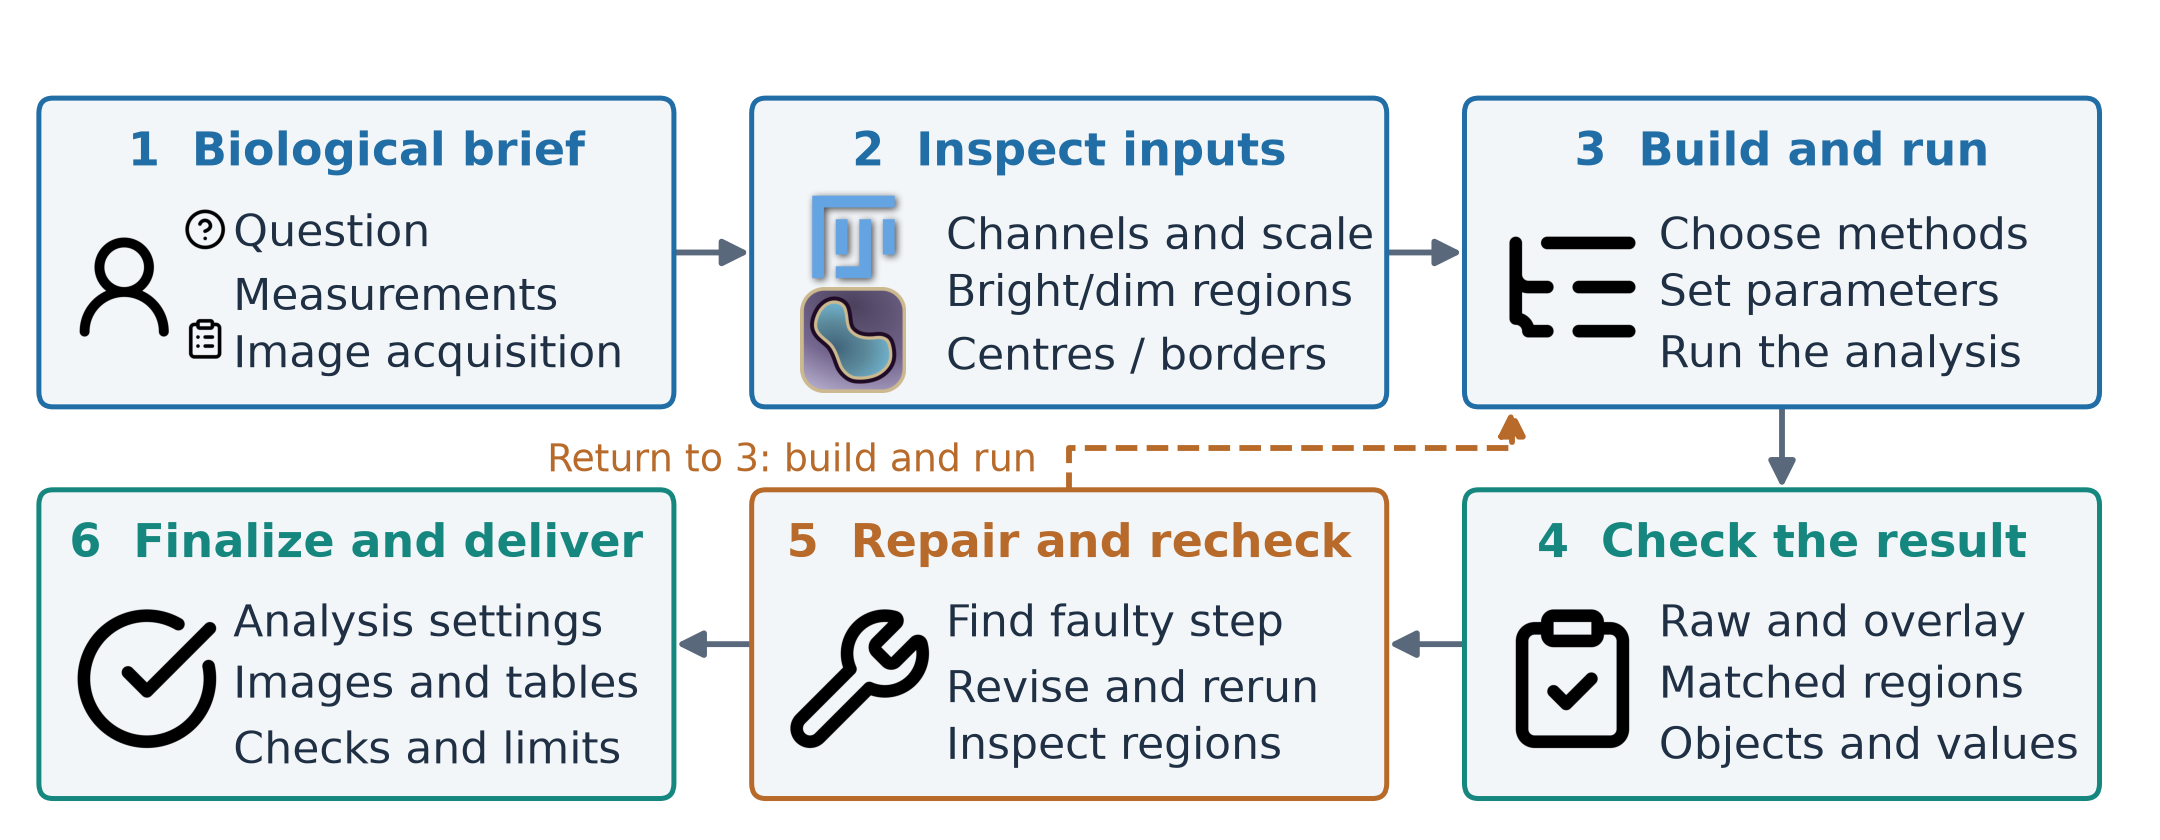 1 Biological brief
Question
Measurements
Image acquisition
2 Inspect inputs
Channels and scale
Bright/dim regions
Centres / borders
3 Build and run
Choose methods
Set parameters
Run the analysis
Return to 3: build and run
4 Check the result
Raw and overlay
Matched regions
Objects and values
5 Repair and recheck
Find faulty step
Revise and rerun
Inspect regions
6 Finalize and deliver
Analysis settings
Images and tables
Checks and limits